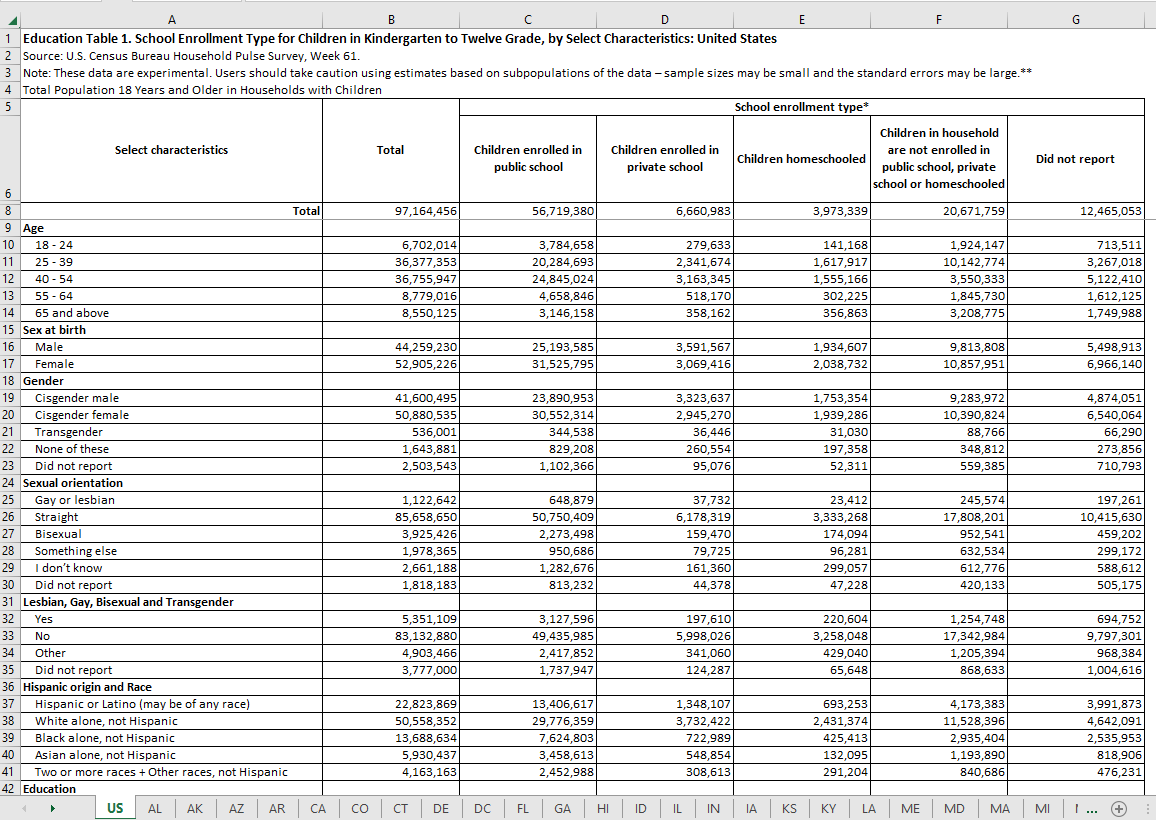 A B C D E F G
1 Education Table 1. School Enrollment Type for Children in Kindergarten to Twelve Grade, by Select Characteristics: United States
2 Source: U.S. Census Bureau Household Pulse Survey, Week 61.
3 Note: These data are experimental. Users should take caution using estimates based on subpopulations of the data – sample sizes may be small and the standard errors may be large.**
4 Total Population 18 Years and Older in Households with Children
5 School enrollment type*
6 Select characteristics Total Children enrolled in public school Children enrolled in private school Children homeschooled Children in household are not enrolled in public school, private school or homeschooled Did not report
8 Total 97,164,456 56,719,380 6,660,983 3,973,339 20,671,759 12,465,053
9 Age
10 18 - 24 6,702,014 3,784,658 279,633 141,168 1,924,147 713,511
11 25 - 39 36,377,353 20,284,693 2,341,674 1,617,917 10,142,774 3,267,018
12 40 - 54 36,755,947 24,845,024 3,163,345 1,555,166 3,550,333 5,122,410
13 55 - 64 8,779,016 4,658,846 518,170 302,225 1,845,730 1,612,125
14 65 and above 8,550,125 3,146,158 358,162 356,863 3,208,775 1,749,988
15 Sex at birth
16 Male 44,259,230 25,193,585 3,591,567 1,934,607 9,813,808 5,498,913
17 Female 52,905,226 31,525,795 3,069,416 2,038,732 10,857,951 6,966,140
18 Gender
19 Cisgender male 41,600,495 23,890,953 3,323,637 1,753,354 9,283,972 4,874,051
20 Cisgender female 50,880,535 30,552,314 2,945,270 1,939,286 10,390,824 6,540,064
21 Transgender 536,001 344,538 36,446 31,030 88,766 66,290
22 None of these 1,643,881 829,208 260,554 197,358 348,812 273,856
23 Did not report 2,503,543 1,102,366 95,076 52,311 559,385 710,793
24 Sexual orientation
25 Gay or lesbian 1,122,642 648,879 37,732 23,412 245,574 197,261
26 Straight 85,658,650 50,750,409 6,178,319 3,333,268 17,808,201 10,415,630
27 Bisexual 3,925,426 2,273,498 159,470 174,094 952,541 459,202
28 Something else 1,978,365 950,686 79,725 96,281 632,534 299,172
29 I don't know 2,661,188 1,282,676 161,360 299,057 612,776 588,612
30 Did not report 1,818,183 813,232 44,378 47,228 420,133 505,175
31 Lesbian, Gay, Bisexual and Transgender
32 Yes 5,351,109 3,127,596 197,610 220,604 1,254,748 694,752
33 No 83,132,880 49,435,985 5,998,026 3,258,048 17,342,984 9,797,301
34 Other 4,903,466 2,417,852 341,060 429,040 1,205,394 968,384
35 Did not report 3,777,000 1,737,947 124,287 65,648 868,633 1,004,616
36 Hispanic origin and Race
37 Hispanic or Latino (may be of any race) 22,823,869 13,406,617 1,348,107 693,253 4,173,383 3,991,873
38 White alone, not Hispanic 50,558,352 29,776,359 3,732,422 2,431,374 11,528,396 4,642,091
39 Black alone, not Hispanic 13,688,634 7,624,803 722,989 425,413 2,935,404 2,535,953
40 Asian alone, not Hispanic 5,930,437 3,458,613 548,854 132,095 1,193,890 818,906
41 Two or more races + Other races, not Hispanic 4,163,163 2,452,988 308,613 291,204 840,686 476,231
42 Education
US AL AK AZ AR CA CO CT DE DC FL GA HI ID IL IN IA KS KY LA ME MD MA MI ...